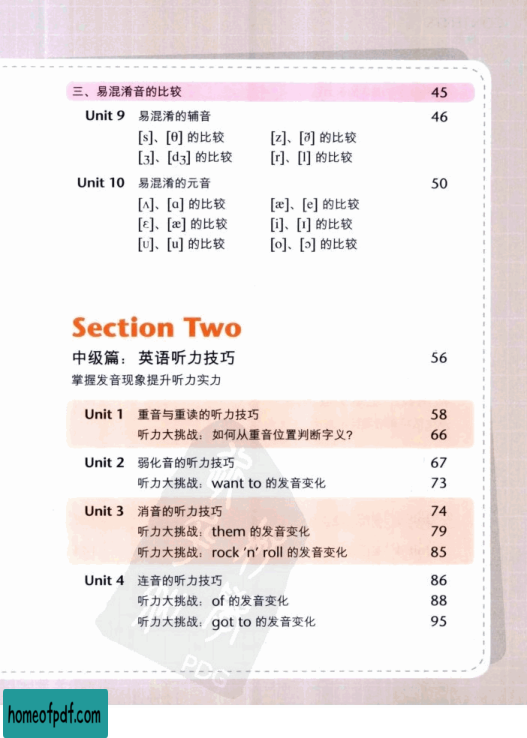 三、易混淆音的比较 45
Unit 9 易混淆的辅音 46
[s]、[θ] 的比较 [z]、[ð] 的比较
[ʒ]、[dʒ] 的比较 [r]、[l] 的比较
Unit 10 易混淆的元音 50
[ʌ]、[ɑ] 的比较 [æ]、[e] 的比较
[ɛ]、[æ] 的比较 [i]、[ɪ] 的比较
[ʊ]、[u] 的比较 [o]、[ɔ] 的比较
Section Two
中级篇：英语听力技巧 56
掌握发音现象提升听力实力
Unit 1 重音与重读的听力技巧 58
听力大挑战：如何从重音位置判断字义? 66
Unit 2 弱化音的听力技巧 67
听力大挑战：want to 的发音变化 73
Unit 3 消音的听力技巧 74
听力大挑战：them 的发音变化 79
听力大挑战：rock ’n’ roll 的发音变化 85
Unit 4 连音的听力技巧 86
听力大挑战：of 的发音变化 88
听力大挑战：got to 的发音变化 95
PDG
homeofpdf.com